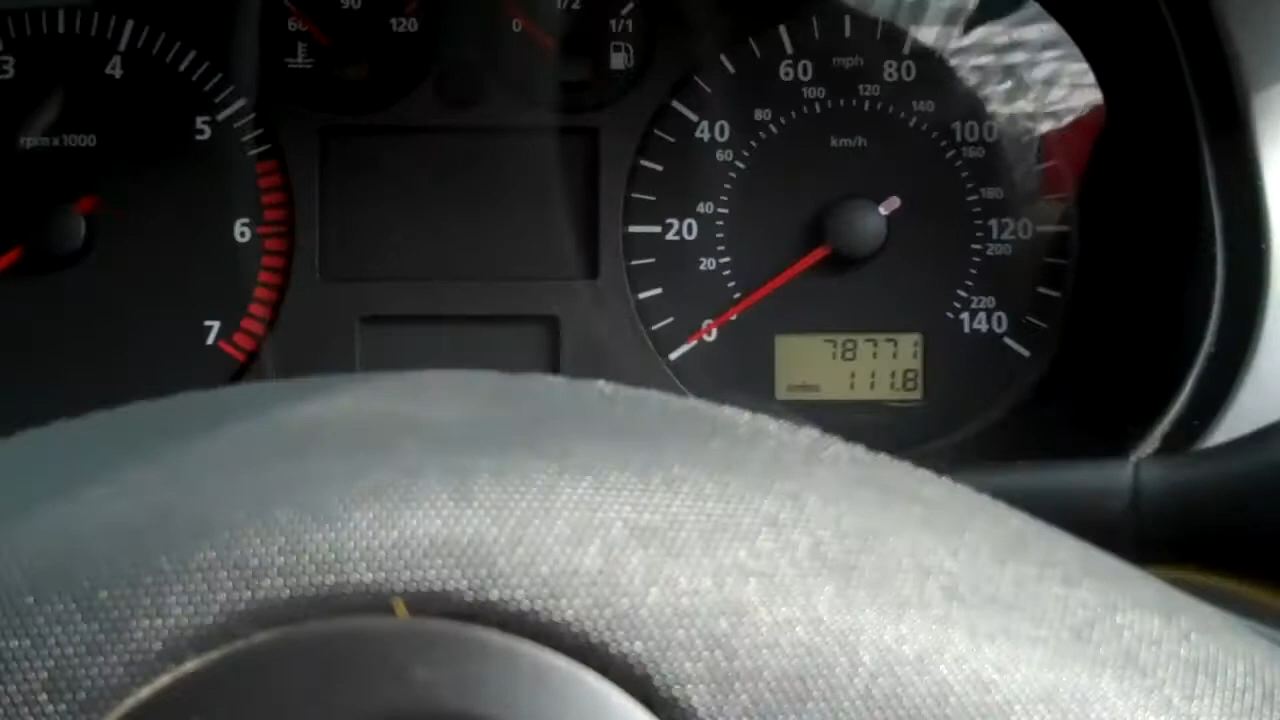 3 4 5 6 7
rpm x 1000
60 90 120
0 1/2 1/1
mph
0 20 40 60 80 100 120 140
km/h
20 40 60 80 100 120 140 160 180 200 220
78771
miles 111.8